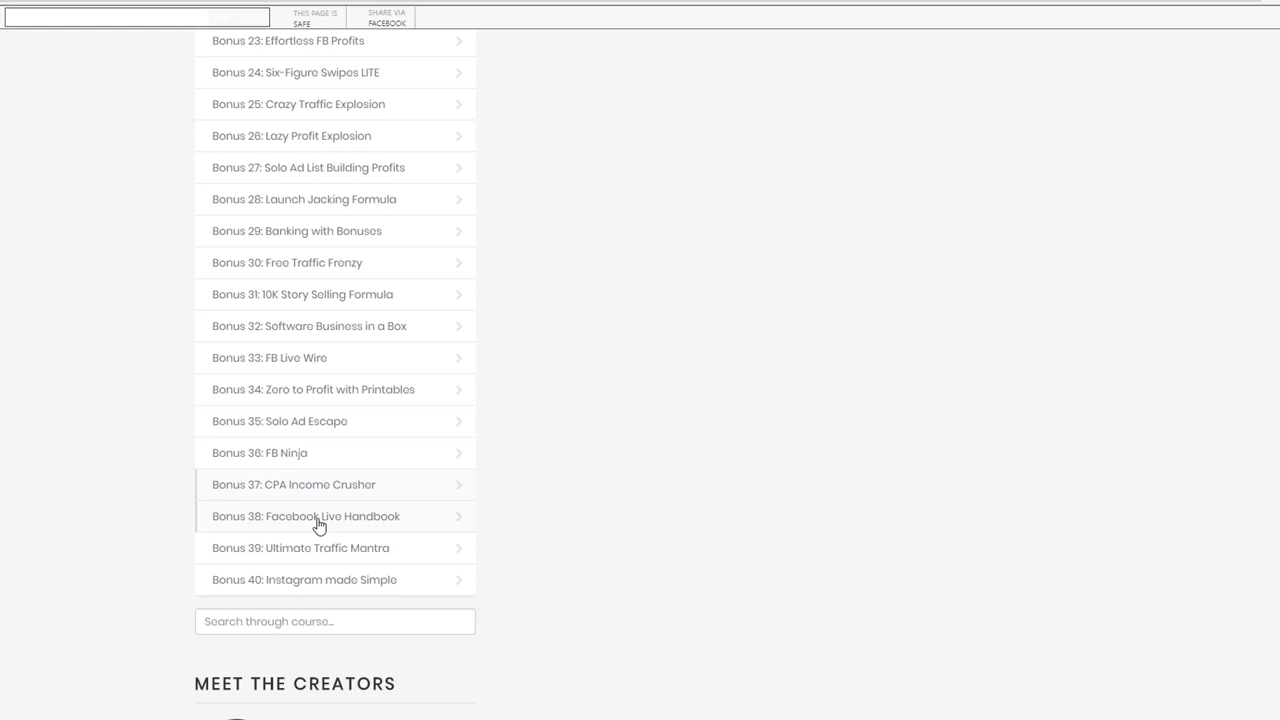 THIS PAGE IS
SAFE
SHARE VIA
FACEBOOK
Bonus 23: Effortless FB Profits
Bonus 24: Six-Figure Swipes LITE
Bonus 25: Crazy Traffic Explosion
Bonus 26: Lazy Profit Explosion
Bonus 27: Solo Ad List Building Profits
Bonus 28: Launch Jacking Formula
Bonus 29: Banking with Bonuses
Bonus 30: Free Traffic Frenzy
Bonus 31: 10K Story Selling Formula
Bonus 32: Software Business in a Box
Bonus 33: FB Live Wire
Bonus 34: Zero to Profit with Printables
Bonus 35: Solo Ad Escape
Bonus 36: FB Ninja
Bonus 37: CPA Income Crusher
Bonus 38: Facebook Live Handbook
Bonus 39: Ultimate Traffic Mantra
Bonus 40: Instagram made Simple
Search through course...
MEET THE CREATORS